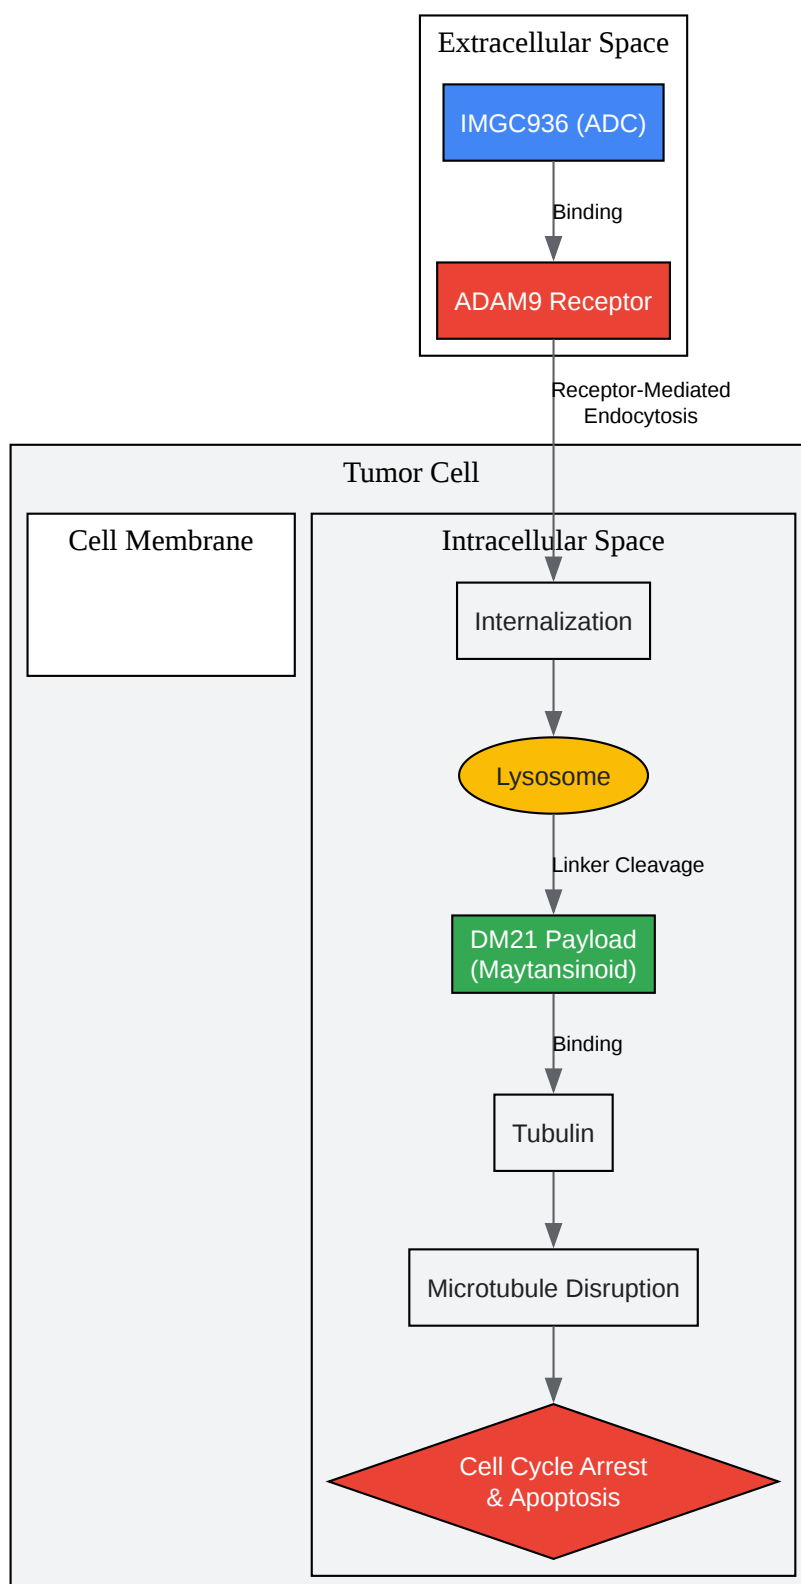 Extracellular Space
IMGC936 (ADC)
Binding
ADAM9 Receptor
Receptor-Mediated
Endocytosis
Tumor Cell
Cell Membrane
Intracellular Space
Internalization
Lysosome
Linker Cleavage
DM21 Payload
(Maytansinoid)
Binding
Tubulin
Microtubule Disruption
Cell Cycle Arrest
& Apoptosis